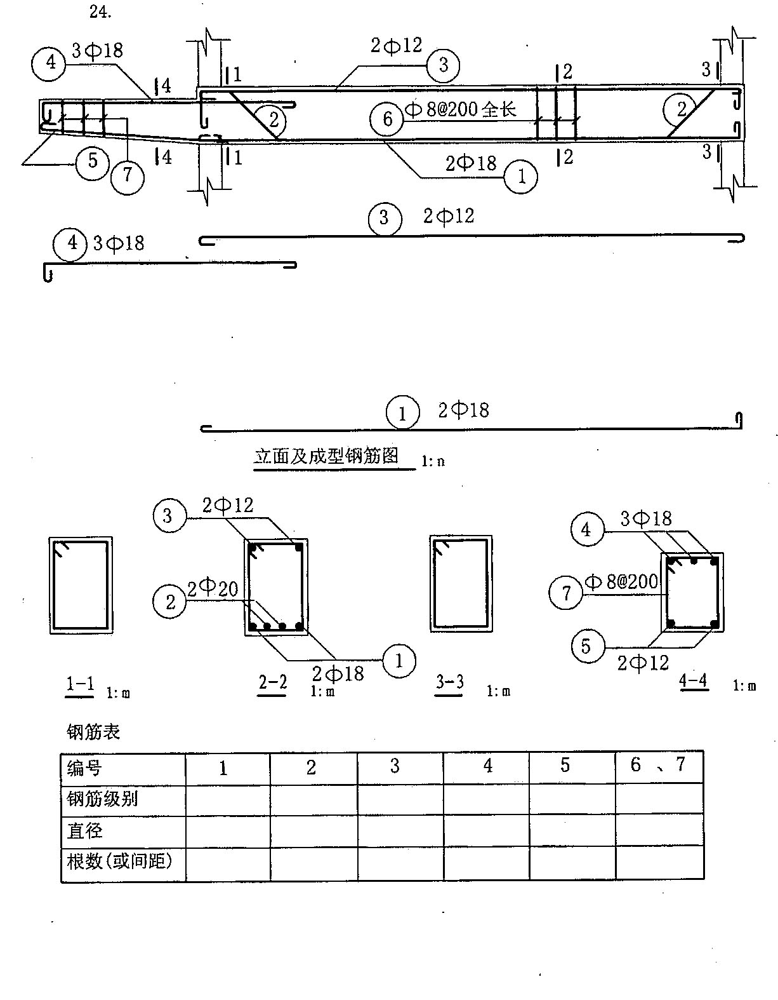 24.
④ 3Φ18
2Φ12 ③
1 2 3
4
② ②
⑥ Φ8@200全长
⑤ ⑦
4 1 2 3
2Φ18 ①
③ 2Φ12
④ 3Φ18
① 2Φ18
立面及成型钢筋图 1:n
③ 2Φ12
④ 3Φ18
② 2Φ20
⑦ Φ8@200
⑤ 2Φ12
2Φ18 ①
1-1 1:m
2-2 1:m
3-3 1:m
4-4 1:m
钢筋表
编号 1 2 3 4 5 6、7
钢筋级别
直径
根数(或间距)